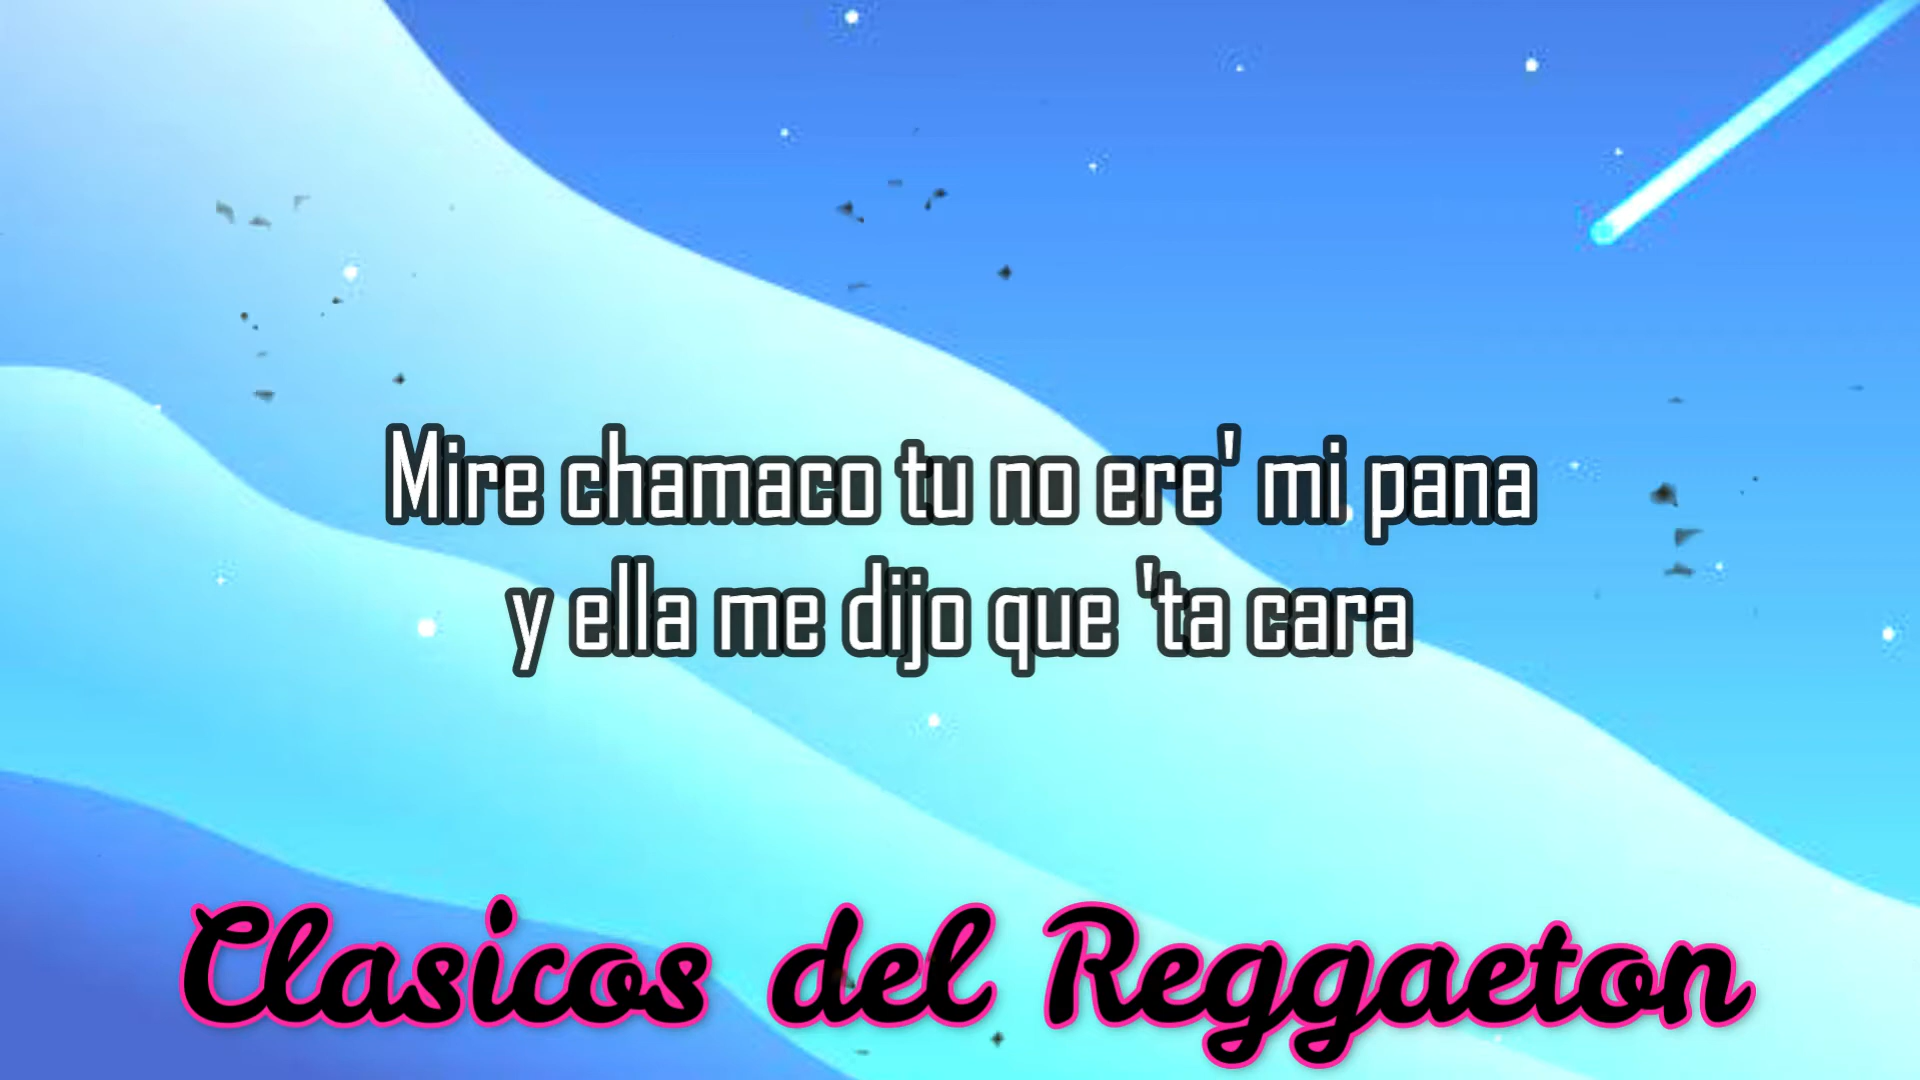 Mire chamaco tu no ere' mi pana
y ella me dijo que 'ta cara
Clasicos del Reggaeton